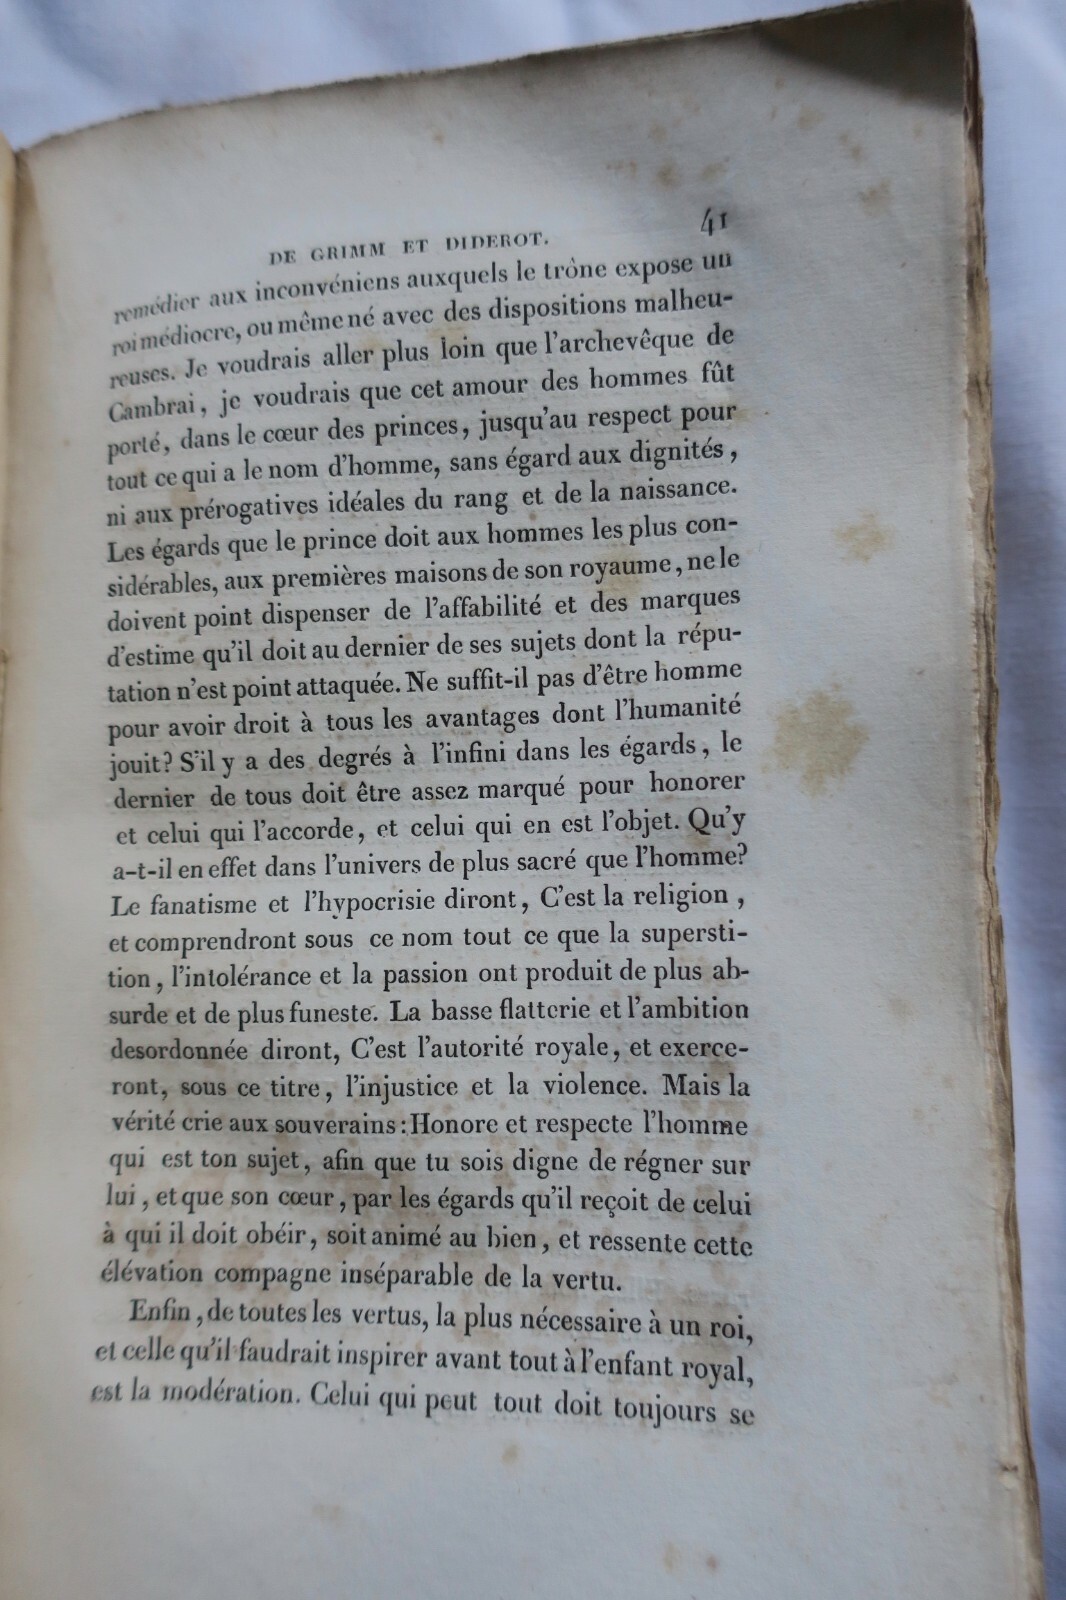 DE GRIMM ET DIDEROT. 41
remédier aux inconvéniens auxquels le trône expose un
roi médiocre, ou même né avec des dispositions malheu-
reuses. Je voudrais aller plus loin que l'archevêque de
Cambrai, je voudrais que cet amour des hommes fût
porté, dans le cœur des princes, jusqu'au respect pour
tout ce qui a le nom d'homme, sans égard aux dignités,
ni aux prérogatives idéales du rang et de la naissance.
Les égards que le prince doit aux hommes les plus con-
sidérables, aux premières maisons de son royaume, ne le
doivent point dispenser de l'affabilité et des marques
d'estime qu'il doit au dernier de ses sujets dont la répu-
tation n'est point attaquée. Ne suffit-il pas d'être homme
pour avoir droit à tous les avantages dont l'humanité
jouit? S'il y a des degrés à l'infini dans les égards, le
dernier de tous doit être assez marqué pour honorer
et celui qui l'accorde, et celui qui en est l'objet. Qu'y
a-t-il en effet dans l'univers de plus sacré que l'homme?
Le fanatisme et l'hypocrisie diront, C'est la religion,
et comprendront sous ce nom tout ce que la supersti-
tion, l'intolérance et la passion ont produit de plus ab-
surde et de plus funeste. La basse flatterie et l'ambition
desordonnée diront, C'est l'autorité royale, et exerce-
ront, sous ce titre, l'injustice et la violence. Mais la
vérité crie aux souverains: Honore et respecte l'homme
qui est ton sujet, afin que tu sois digne de régner sur
lui, et que son cœur, par les égards qu'il reçoit de celui
à qui il doit obéir, soit animé au bien, et ressente cette
élévation compagne inséparable de la vertu.
Enfin, de toutes les vertus, la plus nécessaire à un roi,
et celle qu'il faudrait inspirer avant tout à l'enfant royal,
est la modération. Celui qui peut tout doit toujours se